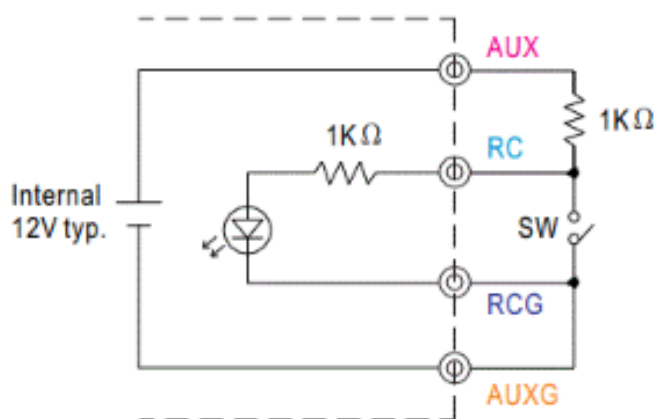 AUX
1KΩ
1KΩ
RC
Internal
12V typ.
SW
RCG
AUXG